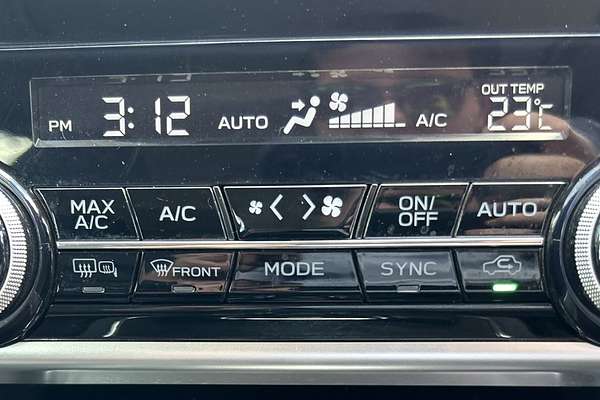 OUT TEMP
PM 3:12 AUTO A/C 23°C
MAX A/C
A/C
ON/OFF
AUTO
FRONT
MODE
SYNC